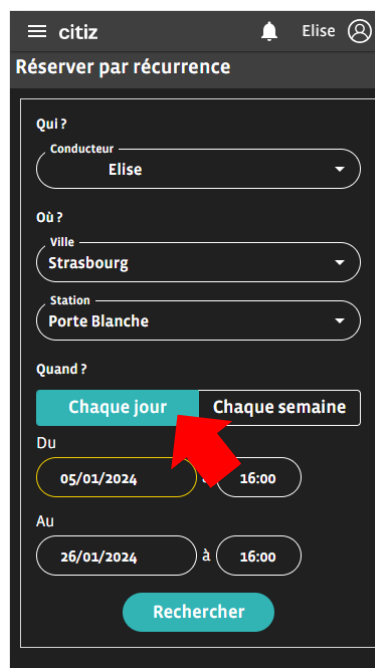 citiz Elise
Réserver par récurrence
Qui ?
Conducteur
Elise
Où ?
Ville
Strasbourg
Station
Porte Blanche
Quand ?
Chaque jour Chaque semaine
Du
05/01/2024 16:00
Au
26/01/2024 à 16:00
Rechercher